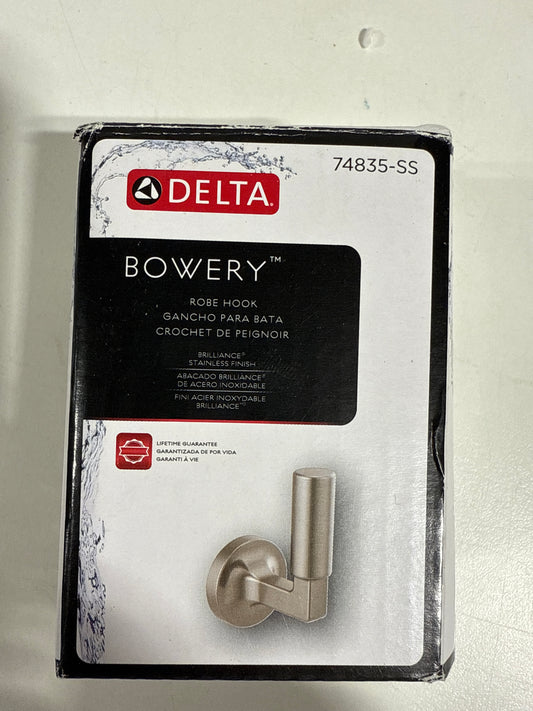 74835-SS
DELTA®
BOWERY™
ROBE HOOK
GANCHO PARA BATA
CROCHET DE PEIGNOIR
BRILLIANCE®
STAINLESS FINISH
ABACADO BRILLIANCE®
DE ACERO INOXIDABLE
FINI ACIER INOXYDABLE
BRILLIANCE
LIFETIME GUARANTEE
GARANTIZADA DE POR VIDA
GARANTI À VIE